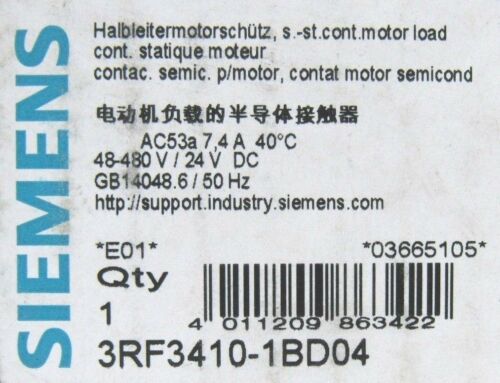 SIEMENS
Halbleitermotorschütz, s.-st.cont.motor load
cont. statique moteur
contac. semic. p/motor, contat motor semicond
电动机负载的半导体接触器
AC53a 7,4 A 40°C
48-480 V / 24 V DC
GB14048.6 / 50 Hz
http://support.industry.siemens.com
*E01*
*03665105*
Qty
1
4 011209 863422
3RF3410-1BD04